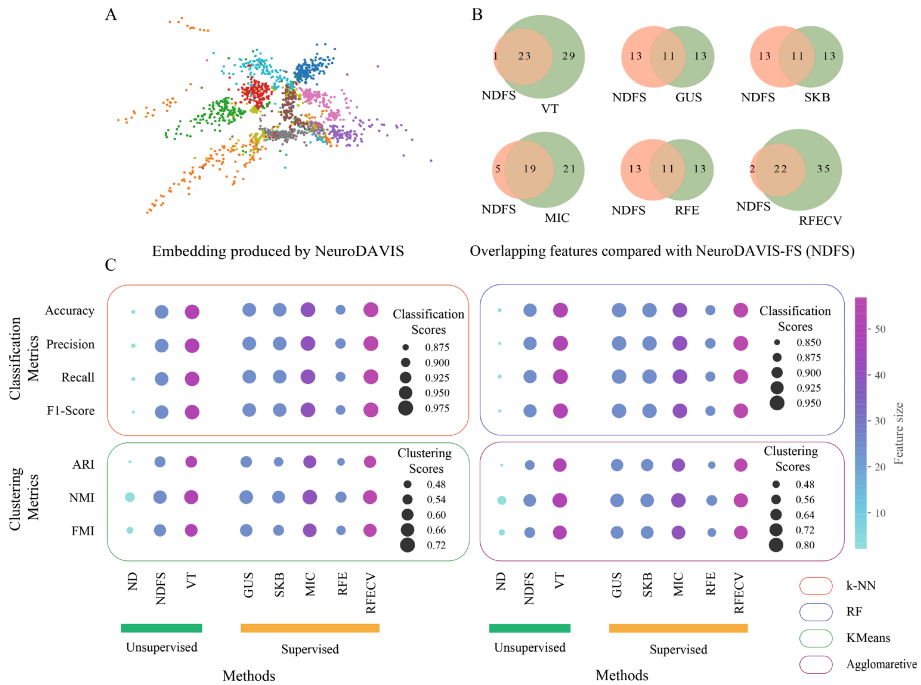 A
B
1 23 29
NDFS
VT
13 11 13
NDFS GUS
13 11 13
NDFS SKB
5 19 21
NDFS
MIC
13 11 13
NDFS RFE
2 22 35
NDFS
RFECV
Embedding produced by NeuroDAVIS
Overlapping features compared with NeuroDAVIS-FS (NDFS)
C
Classification
Metrics
Accuracy
Precision
Recall
F1-Score
Classification
Scores
0.875
0.900
0.925
0.950
0.975
Classification
Scores
0.850
0.875
0.900
0.925
0.950
Clustering
Metrics
ARI
NMI
FMI
Clustering
Scores
0.48
0.54
0.60
0.66
0.72
Clustering
Scores
0.48
0.56
0.64
0.72
0.80
50
40
30
20
10
Feature size
ND NDFS VT GUS SKB MIC RFE RFECV
ND NDFS VT GUS SKB MIC RFE RFECV
Unsupervised Supervised
Unsupervised Supervised
Methods
Methods
k-NN
RF
KMeans
Agglomaretive